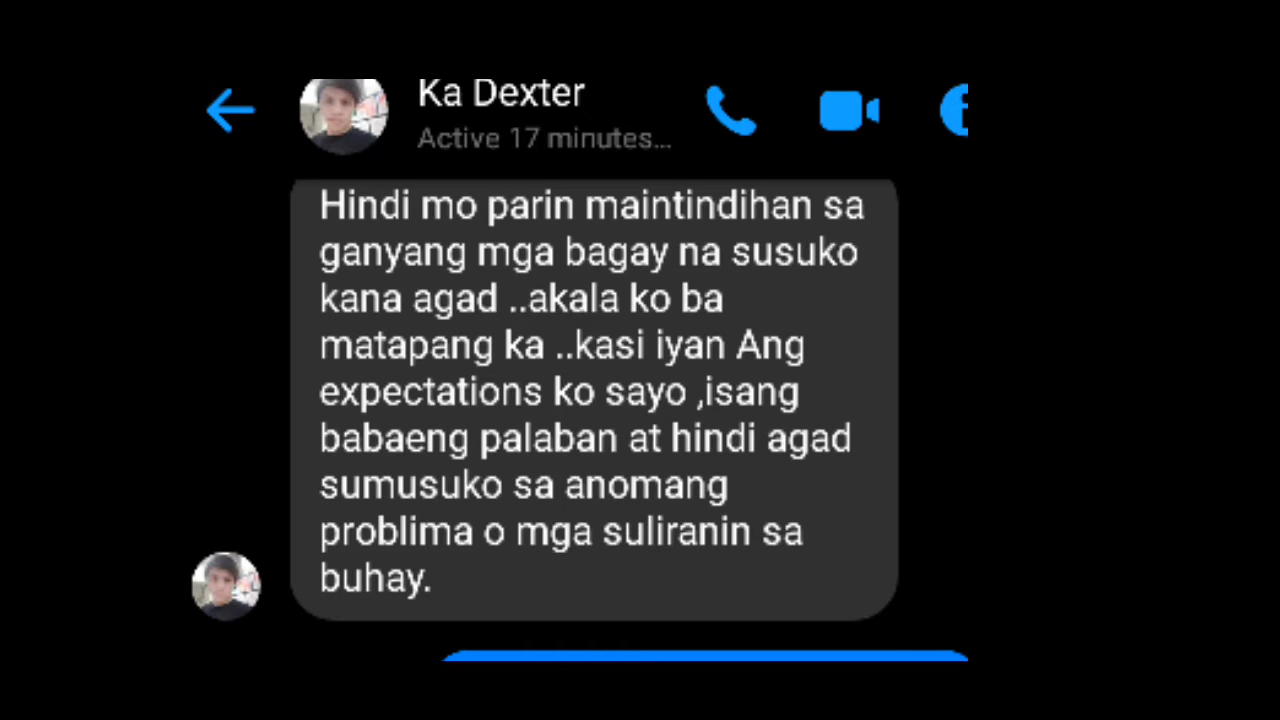 Ka Dexter
Active 17 minutes...
Hindi mo parin maintindihan sa
ganyang mga bagay na susuko
kana agad ..akala ko ba
matapang ka ..kasi iyan Ang
expectations ko sayo ,isang
babaeng palaban at hindi agad
sumusuko sa anomang
problima o mga suliranin sa
buhay.